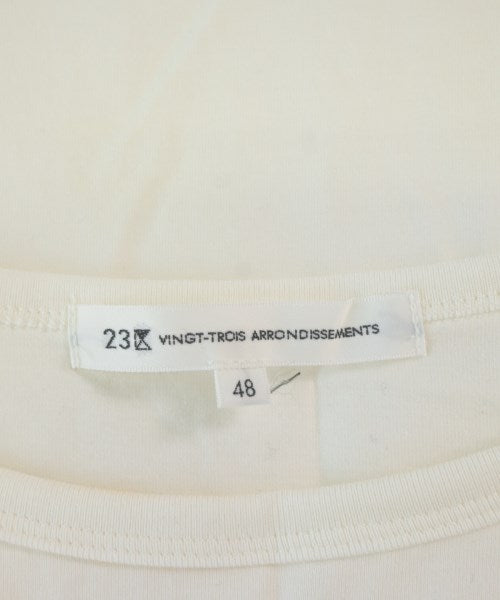 23区 VINGT-TROIS ARRONDISSEMENTS
48